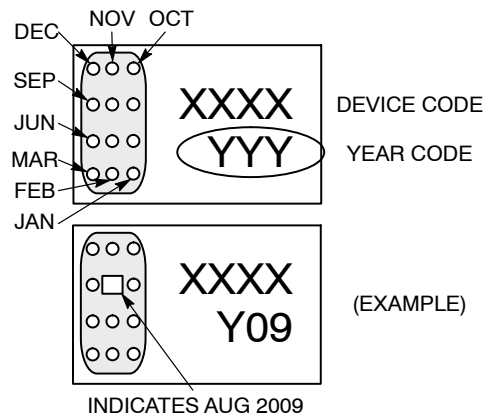 NOV OCT
DEC
SEP
JUN
MAR
FEB
JAN
XXXX
DEVICE CODE
YYY
YEAR CODE
XXXX
Y09
(EXAMPLE)
INDICATES AUG 2009